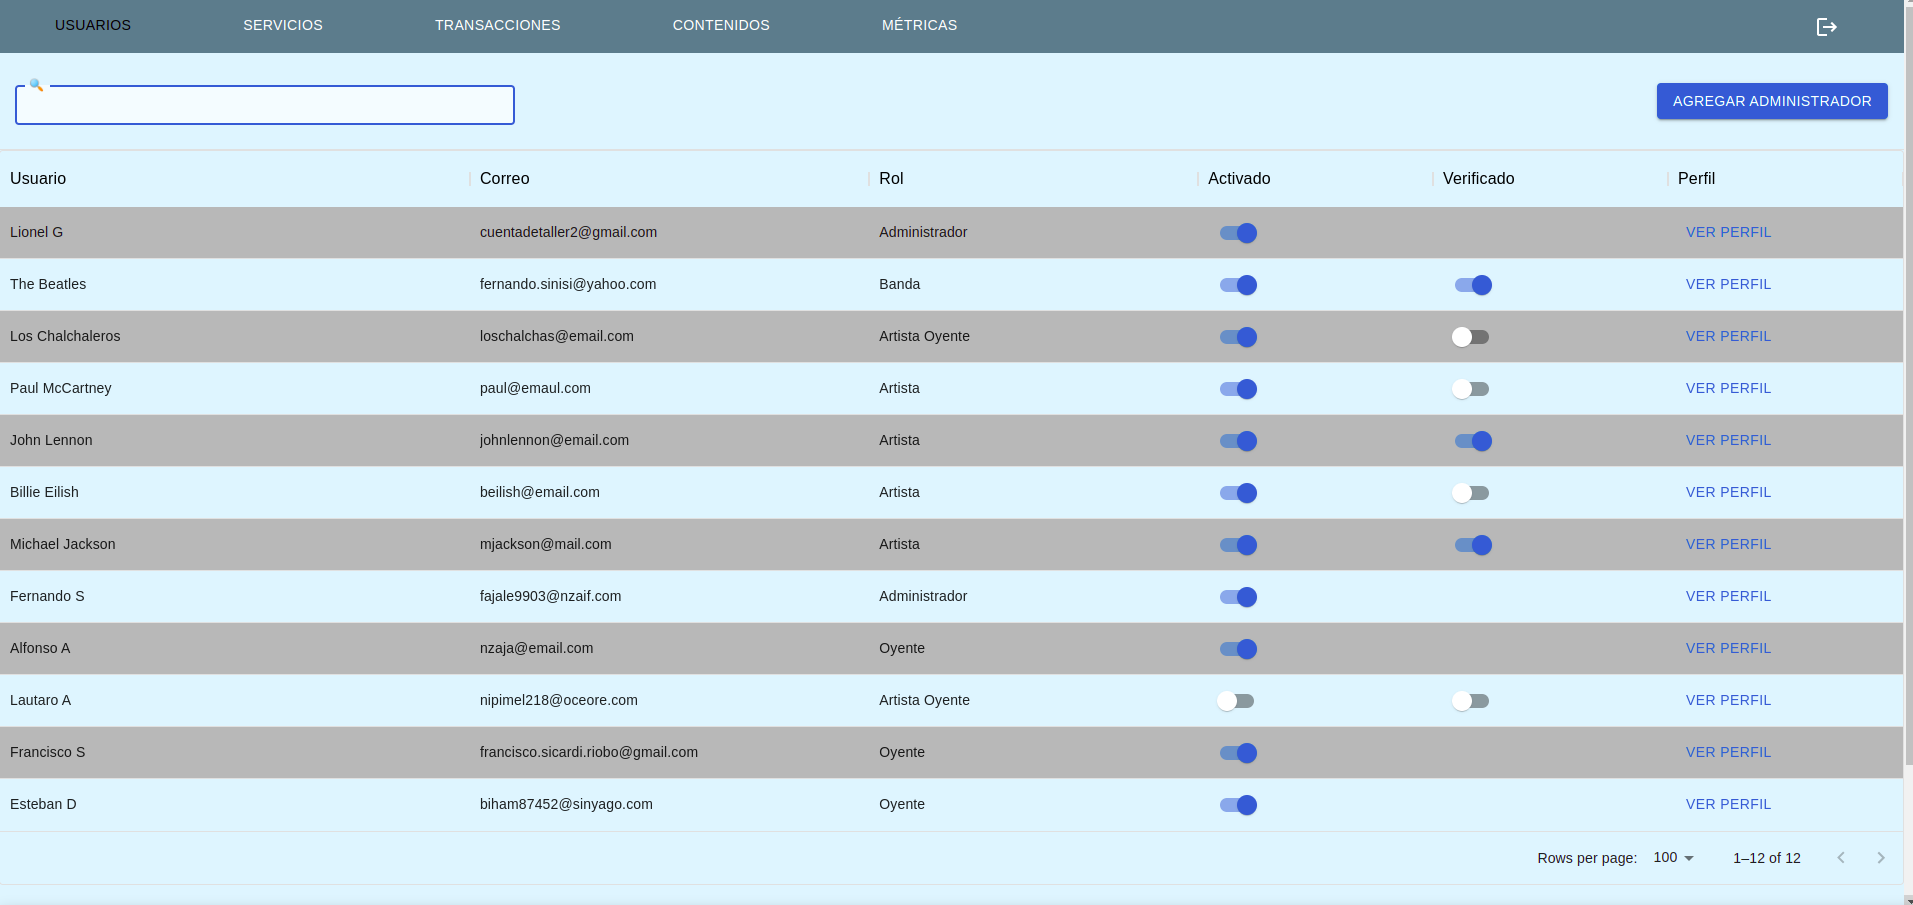 USUARIOS SERVICIOS TRANSACCIONES CONTENIDOS MÉTRICAS
AGREGAR ADMINISTRADOR
Usuario Correo Rol Activado Verificado Perfil
Lionel G cuentadetaller2@gmail.com Administrador VER PERFIL
The Beatles fernando.sinisi@yahoo.com Banda VER PERFIL
Los Chalchaleros loschalchas@email.com Artista Oyente VER PERFIL
Paul McCartney paul@emaul.com Artista VER PERFIL
John Lennon johnlennon@email.com Artista VER PERFIL
Billie Eilish beilish@email.com Artista VER PERFIL
Michael Jackson mjackson@mail.com Artista VER PERFIL
Fernando S fajale9903@nzaif.com Administrador VER PERFIL
Alfonso A nzaja@email.com Oyente VER PERFIL
Lautaro A nipimel218@oceore.com Artista Oyente VER PERFIL
Francisco S francisco.sicardi.riobo@gmail.com Oyente VER PERFIL
Esteban D biham87452@sinyago.com Oyente VER PERFIL
Rows per page: 100 1–12 of 12